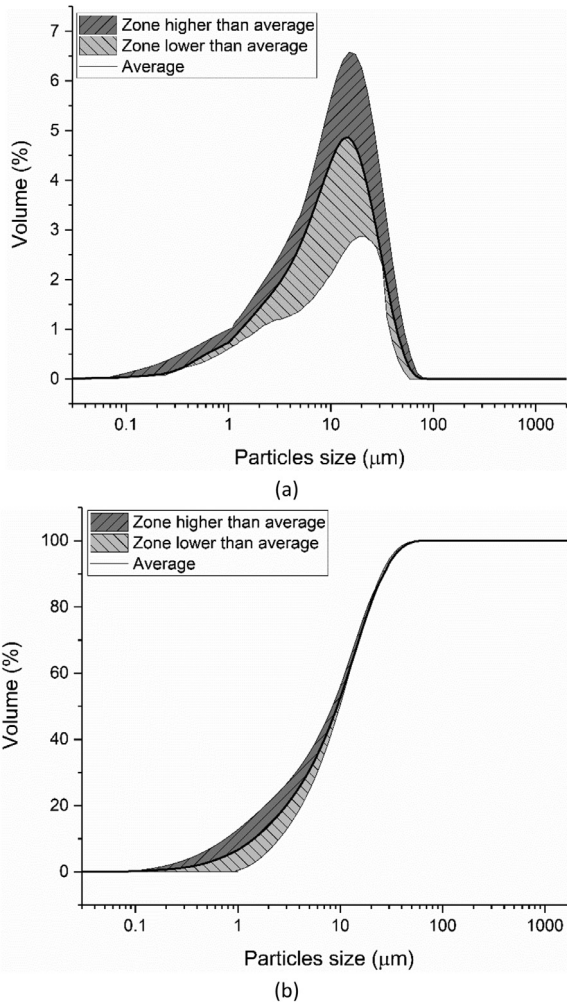 Zone higher than average
Zone lower than average
Average
Volume (%)
7
6
5
4
3
2
1
0
0.1 1 10 100 1000
Particles size (μm)
(a)
Zone higher than average
Zone lower than average
Average
Volume (%)
100
80
60
40
20
0
0.1 1 10 100 1000
Particles size (μm)
(b)